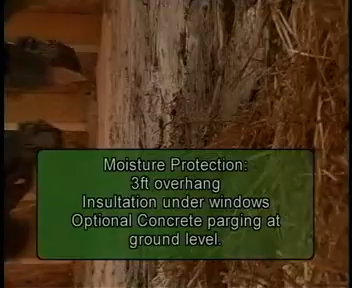 Moisture Protection:
3ft overhang
Insultation under windows
Optional Concrete parging at
ground level.